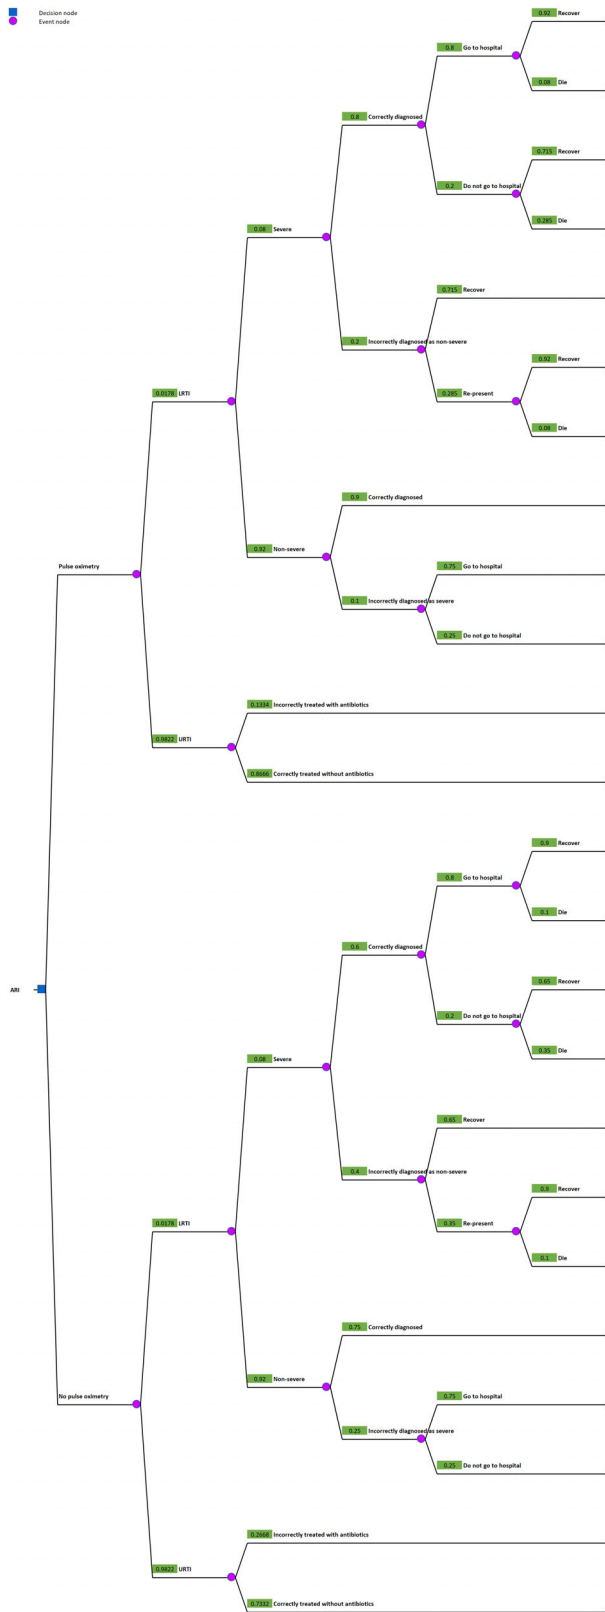 Decision node
Event node
0.92 Recover
0.8 Go to hospital
0.08 Die
0.8 Correctly diagnosed
0.715 Recover
0.2 Do not go to hospital
0.285 Die
0.08 Severe
0.715 Recover
0.2 Incorrectly diagnosed as non-severe
0.92 Recover
0.285 Re-present
0.0178 LRTI
0.08 Die
0.9 Correctly diagnosed
0.92 Non-severe
Pulse oximetry
0.75 Go to hospital
0.1 Incorrectly diagnosed as severe
0.25 Do not go to hospital
0.1334 Incorrectly treated with antibiotics
0.9822 URTI
0.8666 Correctly treated without antibiotics
0.9 Recover
0.8 Go to hospital
0.1 Die
0.6 Correctly diagnosed
0.65 Recover
ARI
0.2 Do not go to hospital
0.35 Die
0.08 Severe
0.65 Recover
0.4 Incorrectly diagnosed as non-severe
0.9 Recover
0.0178 LRTI
0.35 Re-present
0.1 Die
0.75 Correctly diagnosed
0.92 Non-severe
No pulse oximetry
0.75 Go to hospital
0.25 Incorrectly diagnosed as severe
0.25 Do not go to hospital
0.2668 Incorrectly treated with antibiotics
0.9822 URTI
0.7332 Correctly treated without antibiotics